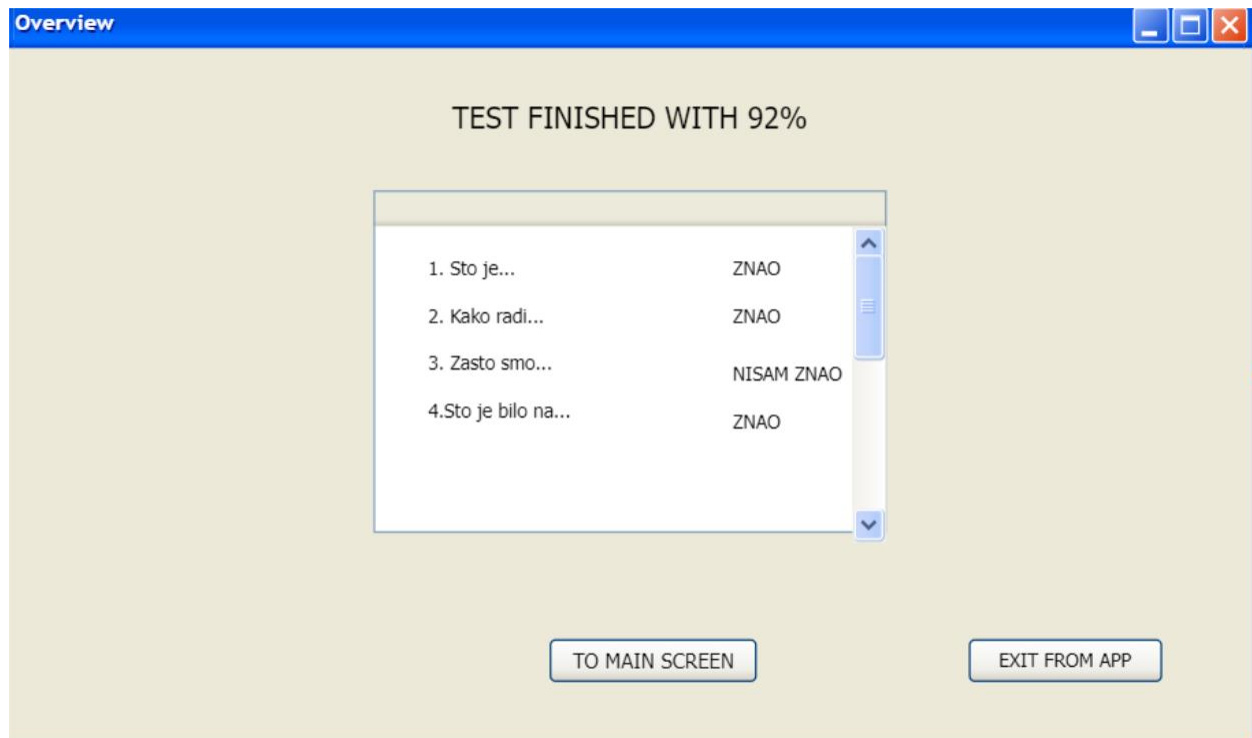 Overview
TEST FINISHED WITH 92%
1. Sto je... ZNAO
2. Kako radi... ZNAO
3. Zasto smo... NISAM ZNAO
4.Sto je bilo na... ZNAO
TO MAIN SCREEN EXIT FROM APP